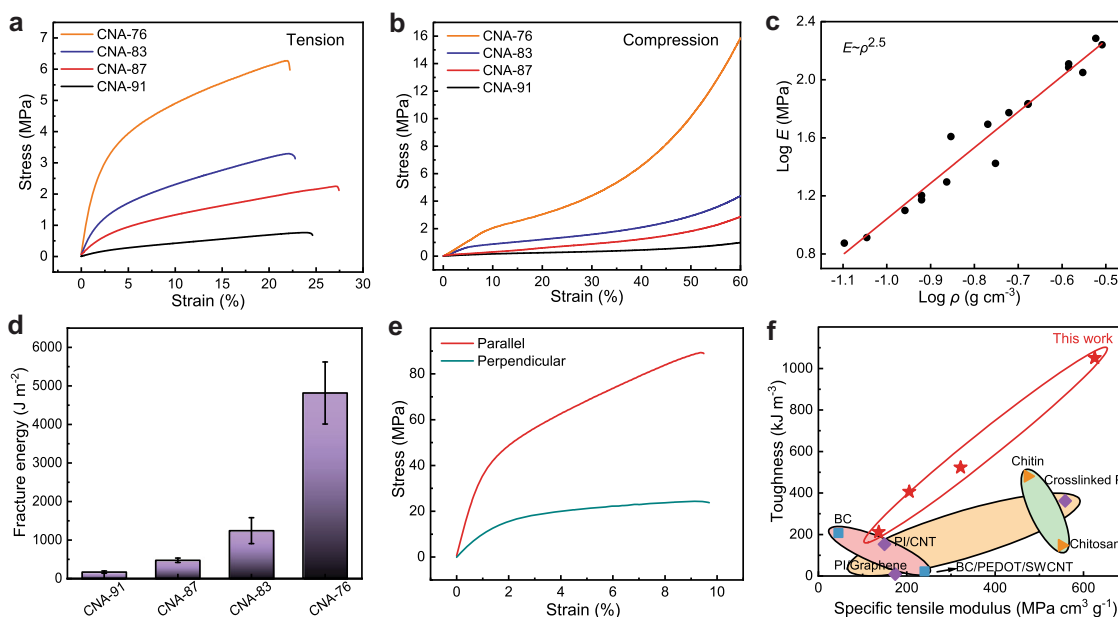 a
CNA-76
CNA-83
CNA-87
CNA-91
Tension
Stress (MPa)
7
6
5
4
3
2
1
0
0 5 10 15 20 25 30
Strain (%)
b
CNA-76
CNA-83
CNA-87
CNA-91
Compression
Stress (MPa)
16
14
12
10
8
6
4
2
0
0 10 20 30 40 50 60
Strain (%)
c
E~ρ2.5
Log E (MPa)
2.4
2.0
1.6
1.2
0.8
-1.1 -1.0 -0.9 -0.8 -0.7 -0.6 -0.5
Log ρ (g cm-3)
d
Fracture energy (J m-2)
6000
5000
4000
3000
2000
1000
0
CNA-91 CNA-87 CNA-83 CNA-76
e
Parallel
Perpendicular
Stress (MPa)
80
60
40
20
0
0 2 4 6 8 10
Strain (%)
f
This work
Toughness (kJ m-3)
1000
800
600
400
200
0
Chitin
Crosslinked
BC
PI/CNT
Chitosan
PI/Graphene
BC/PEDOT/SWCNT
0 200 400 600
Specific tensile modulus (MPa cm3 g-1)